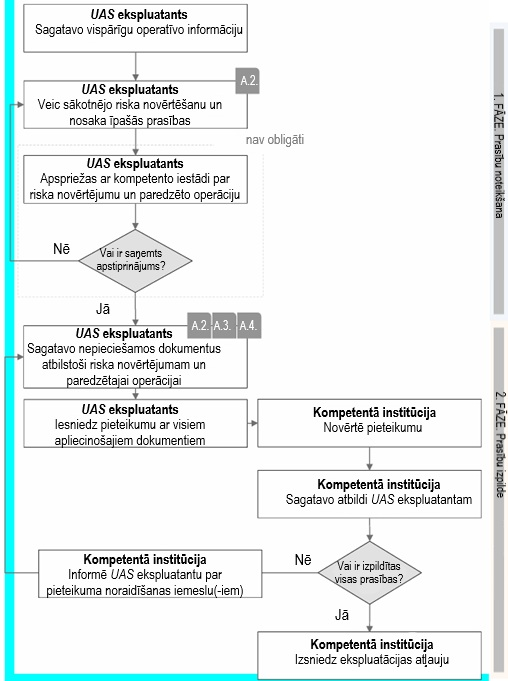 UAS ekspluatants
Sagatavo vispārīgu operatīvo informāciju
A.2.
UAS ekspluatants
Veic sākotnējo riska novērtēšanu un
nosaka īpašās prasības
nav obligāti
UAS ekspluatants
Apspriežas ar kompetento iestādi par
riska novērtējumu un paredzēto operāciju
Nē
Vai ir saņemts
apstiprinājums?
Jā
1. FĀZE. Prasību noteikšana
A.2. A.3. A.4.
UAS ekspluatants
Sagatavo nepieciešamos dokumentus
atbilstoši riska novērtējumam un
paredzētajai operācijai
UAS ekspluatants
Iesniedz pieteikumu ar visiem
apliecinošajiem dokumentiem
Kompetentā institūcija
Novērtē pieteikumu
Kompetentā institūcija
Sagatavo atbildi UAS ekspluatantam
Vai ir izpildītas
visas prasības?
Nē
Kompetentā institūcija
Informē UAS ekspluatantu par
pieteikuma noraidīšanas iemeslu(-iem)
Jā
Kompetentā institūcija
Izsniedz ekspluatācijas atļauju
2. FĀZE. Prasību izpilde